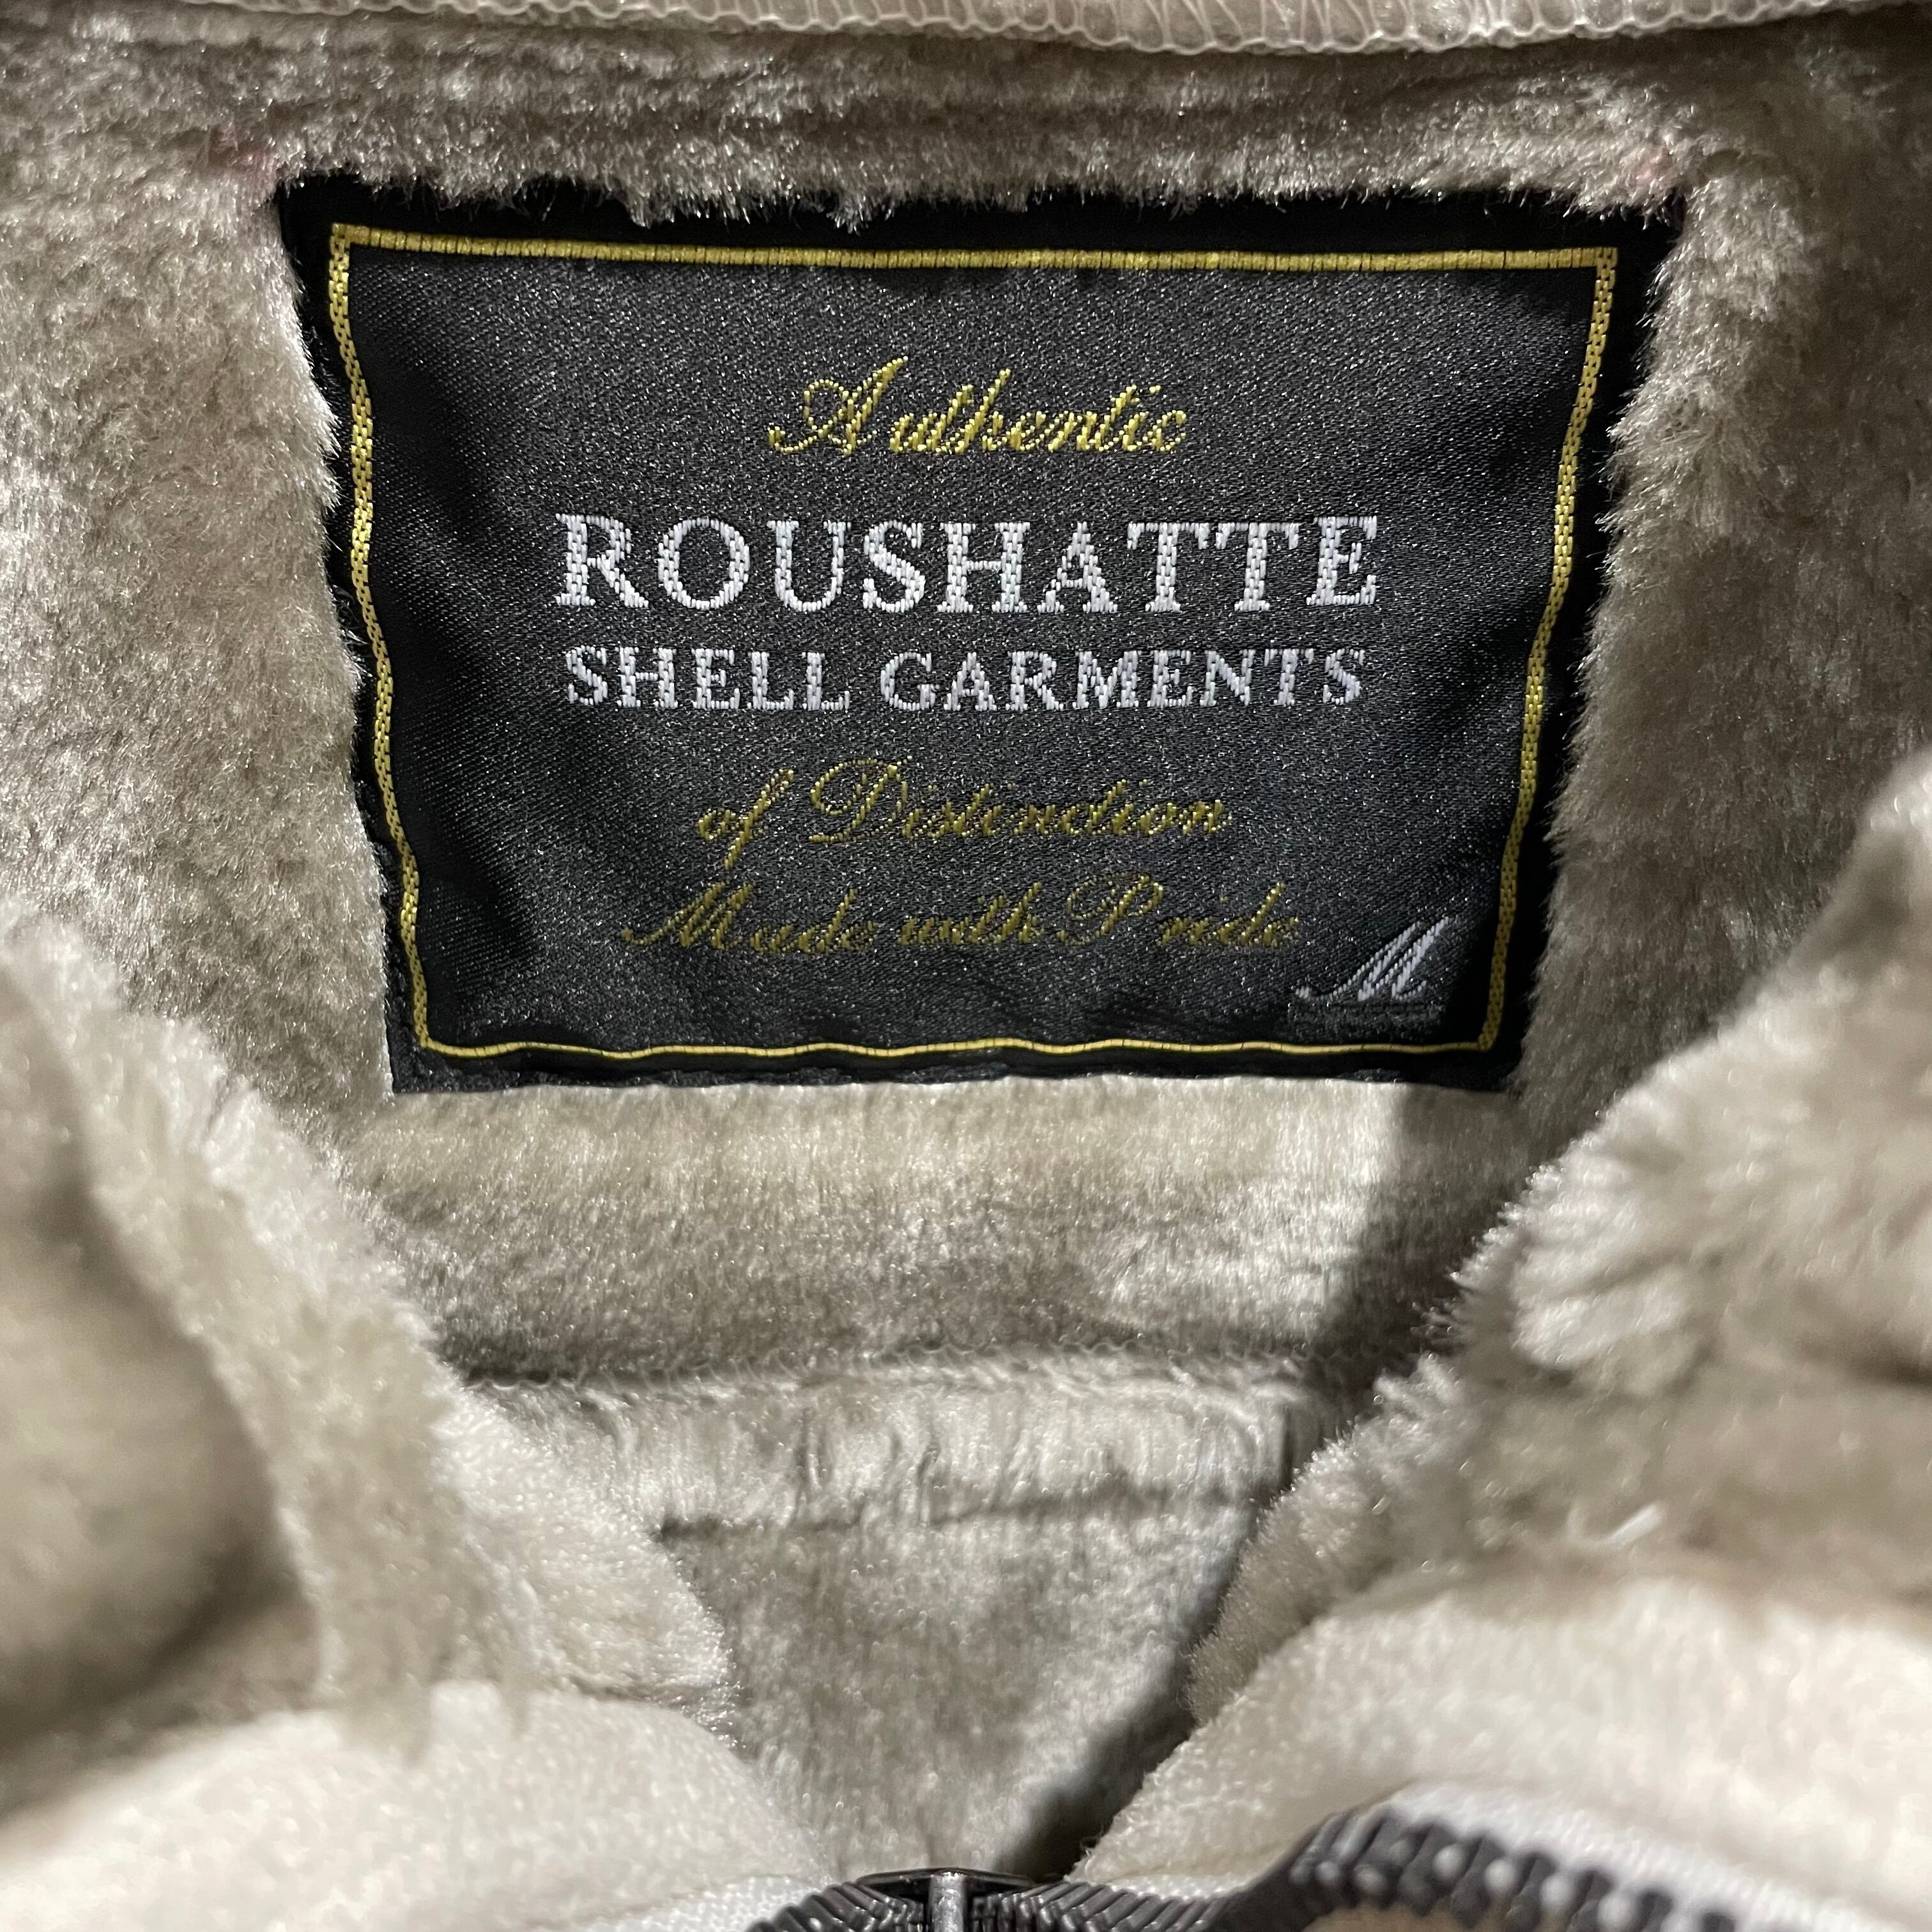 Authentic
ROUSHATTE
SHELL GARMENTS
of Distinction
Made with Pride
M